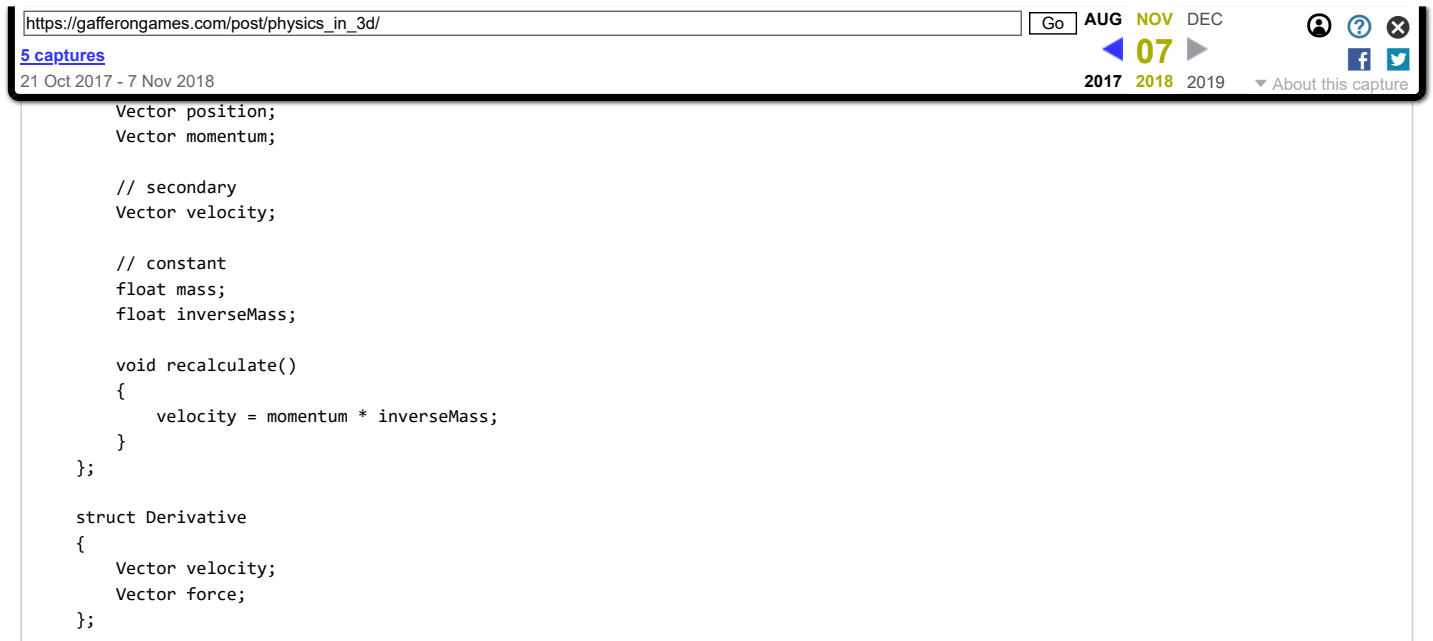 https://gafferongames.com/post/physics_in_3d/
Go
AUG NOV DEC
5 captures
07
21 Oct 2017 - 7 Nov 2018
2017 2018 2019
About this capture
Vector position;
Vector momentum;
// secondary
Vector velocity;
// constant
float mass;
float inverseMass;
void recalculate()
{
velocity = momentum * inverseMass;
}
};
struct Derivative
{
Vector velocity;
Vector force;
};